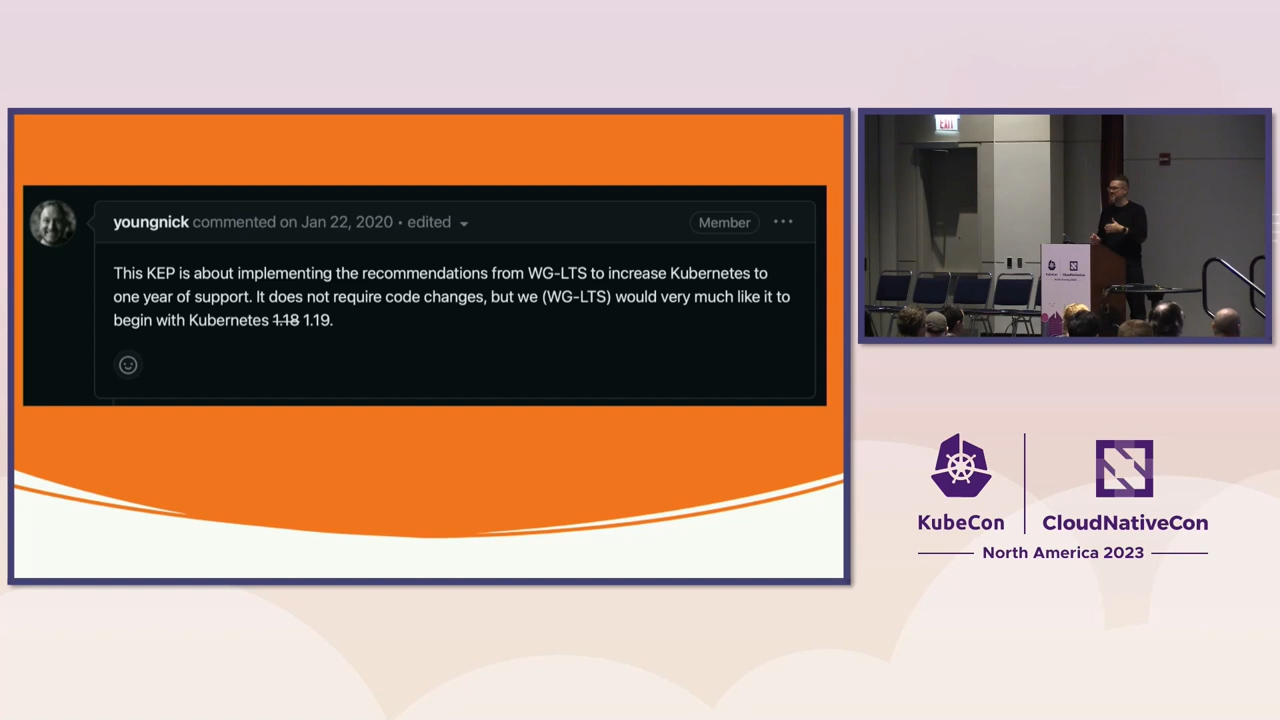 youngnick commented on Jan 22, 2020 • edited
Member
This KEP is about implementing the recommendations from WG-LTS to increase Kubernetes to
one year of support. It does not require code changes, but we (WG-LTS) would very much like it to
begin with Kubernetes 1.18 1.19.
EXIT
KubeCon
CloudNativeCon
North America 2023